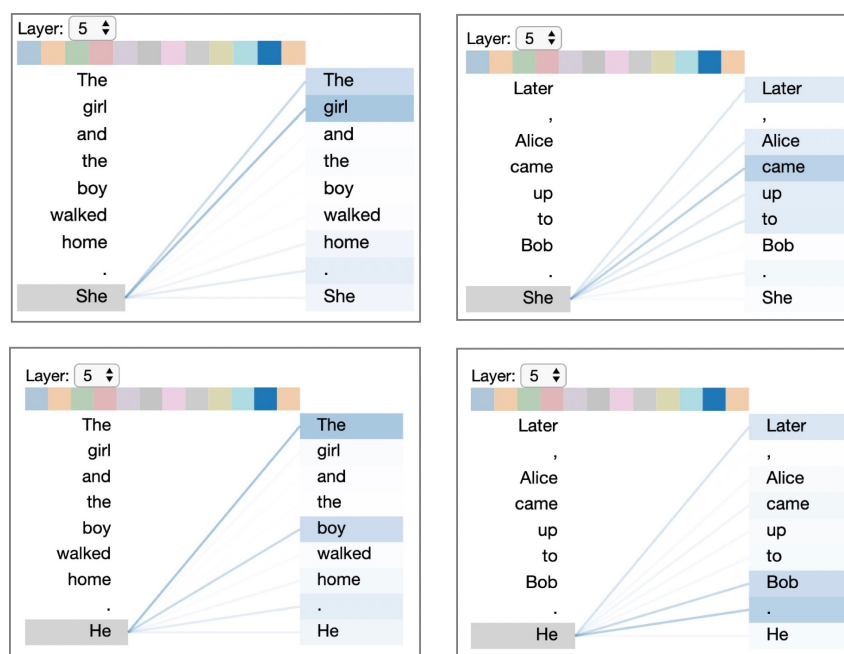 Layer: 5
The The
girl girl
and and
the the
boy boy
walked walked
home home
. .
She She
Layer: 5
Later Later
, ,
Alice Alice
came came
up up
to to
Bob Bob
. .
She She
Layer: 5
The The
girl girl
and and
the the
boy boy
walked walked
home home
. .
He He
Layer: 5
Later Later
, ,
Alice Alice
came came
up up
to to
Bob Bob
. .
He He